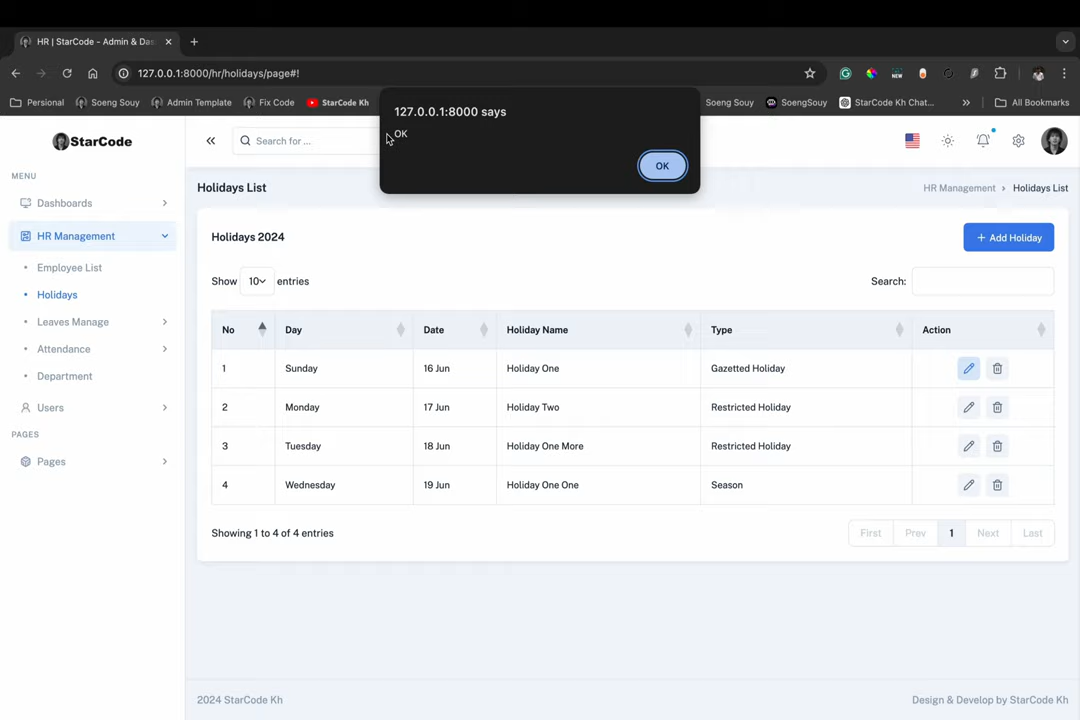 HR | StarCode - Admin & Das
127.0.0.1:8000/hr/holidays/page#!
Personal Soeng Souy Admin Template Fix Code StarCode Kh Soeng Souy SoengSouy StarCode Kh Chat... All Bookmarks
127.0.0.1:8000 says
OK
OK
StarCode
Search for ...
MENU
Dashboards
HR Management
Employee List
Holidays
Leaves Manage
Attendance
Department
Users
PAGES
Pages
Holidays List
HR Management Holidays List
Holidays 2024
+ Add Holiday
Show 10 entries
Search:
No Day Date Holiday Name Type Action
1 Sunday 16 Jun Holiday One Gazetted Holiday
2 Monday 17 Jun Holiday Two Restricted Holiday
3 Tuesday 18 Jun Holiday One More Restricted Holiday
4 Wednesday 19 Jun Holiday One One Season
Showing 1 to 4 of 4 entries
First Prev 1 Next Last
2024 StarCode Kh
Design & Develop by StarCode Kh